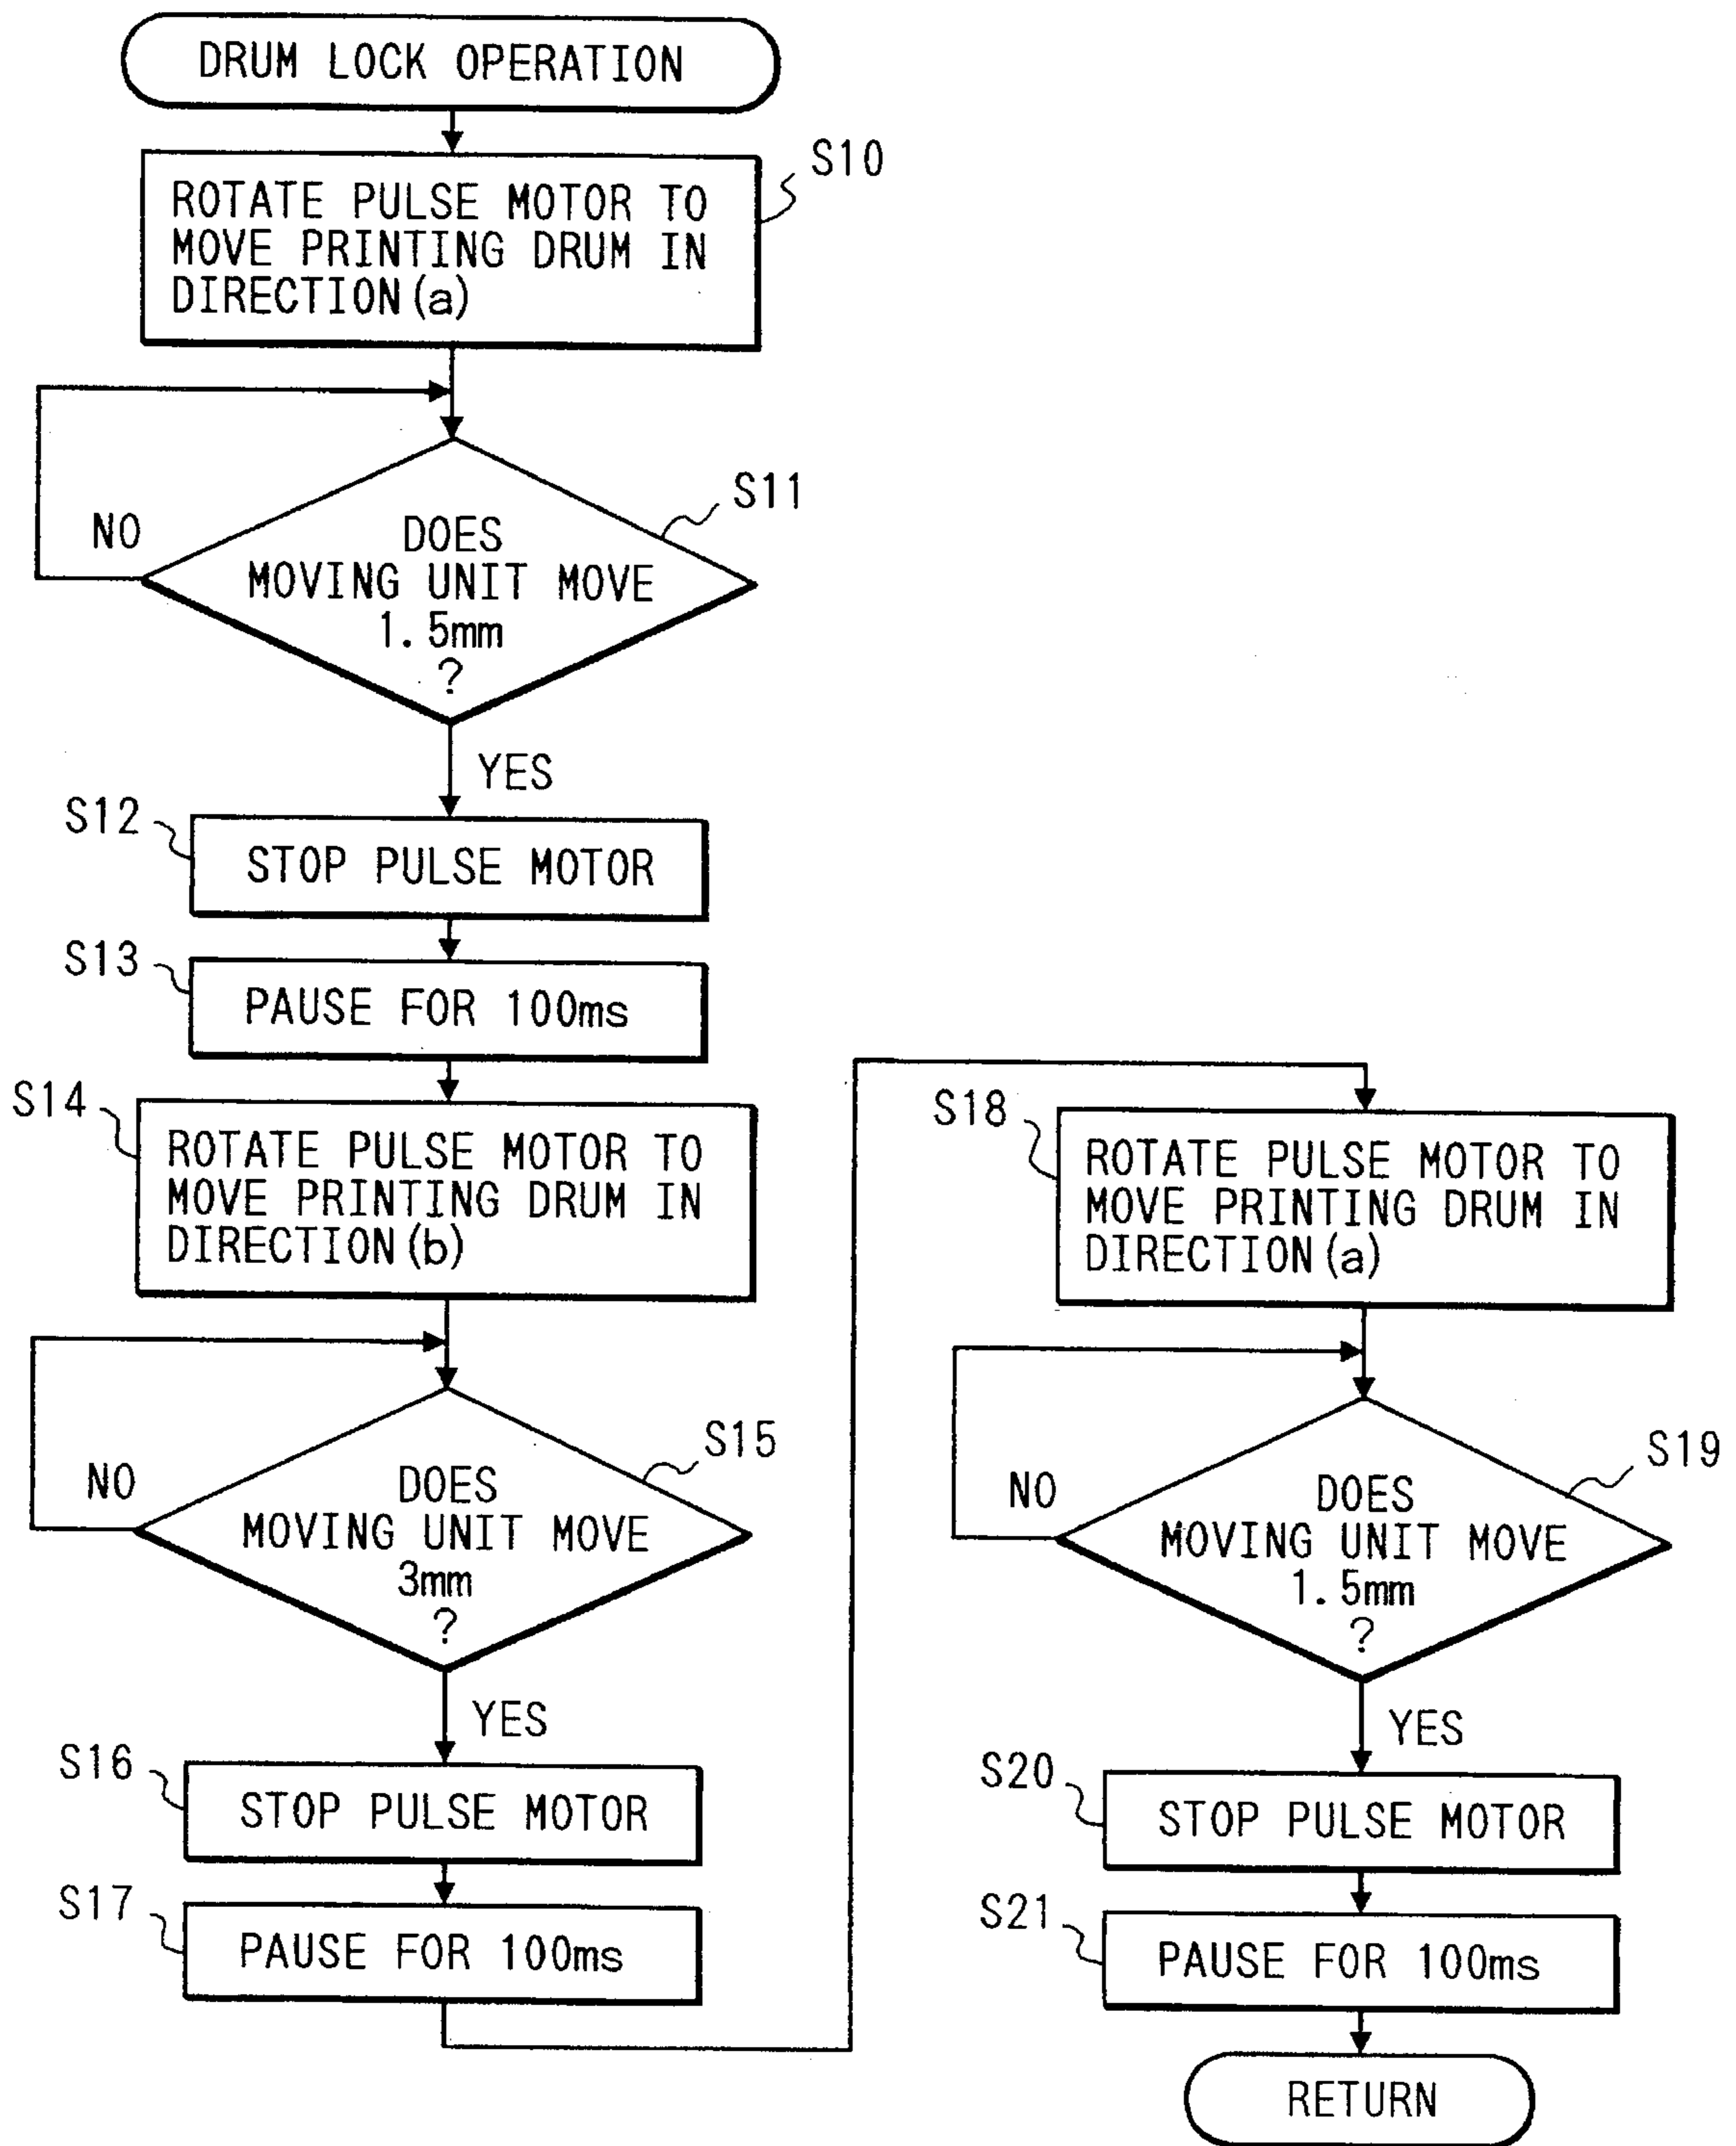 DRUM LOCK OPERATION
S10
ROTATE PULSE MOTOR TO
MOVE PRINTING DRUM IN
DIRECTION(a)
S11
NO
DOES
MOVING UNIT MOVE
1.5mm
?
YES
S12
STOP PULSE MOTOR
S13
PAUSE FOR 100ms
S14
ROTATE PULSE MOTOR TO
MOVE PRINTING DRUM IN
DIRECTION(b)
S15
NO
DOES
MOVING UNIT MOVE
3mm
?
YES
S16
STOP PULSE MOTOR
S17
PAUSE FOR 100ms
S18
ROTATE PULSE MOTOR TO
MOVE PRINTING DRUM IN
DIRECTION(a)
S19
NO
DOES
MOVING UNIT MOVE
1.5mm
?
YES
S20
STOP PULSE MOTOR
S21
PAUSE FOR 100ms
RETURN